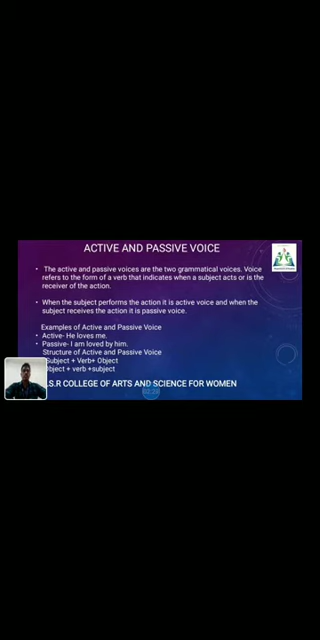 ACTIVE AND PASSIVE VOICE
• The active and passive voices are the two grammatical voices. Voice
refers to the form of a verb that indicates when a subject acts or is the
receiver of the action.
• When the subject performs the action it is active voice and when the
subject receives the action it is passive voice.
Examples of Active and Passive Voice
• Active- He loves me.
• Passive- I am loved by him.
Structure of Active and Passive Voice
Subject + Verb+ Object
Object + verb +subject
.S.R COLLEGE OF ARTS AND SCIENCE FOR WOMEN